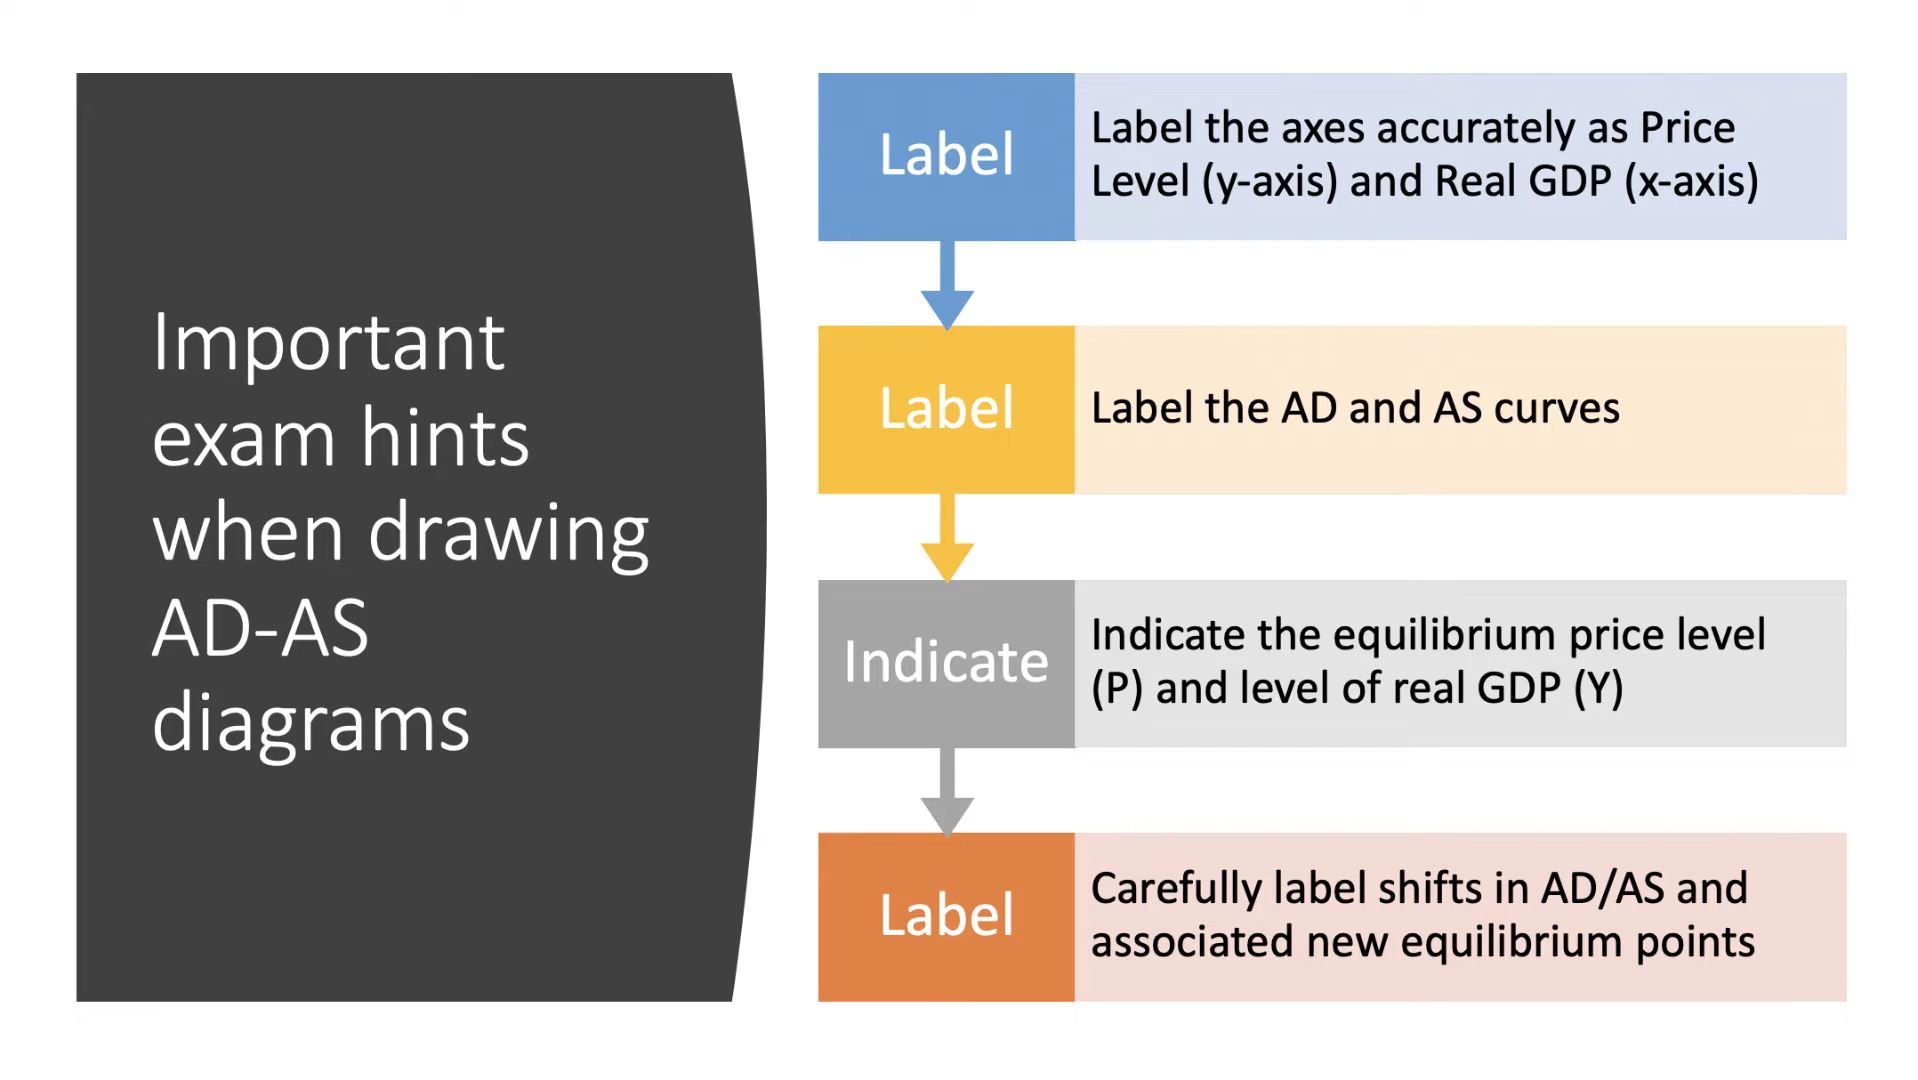 Important
exam hints
when drawing
AD-AS
diagrams
Label
Label the axes accurately as Price
Level (y-axis) and Real GDP (x-axis)
Label
Label the AD and AS curves
Indicate
Indicate the equilibrium price level
(P) and level of real GDP (Y)
Label
Carefully label shifts in AD/AS and
associated new equilibrium points